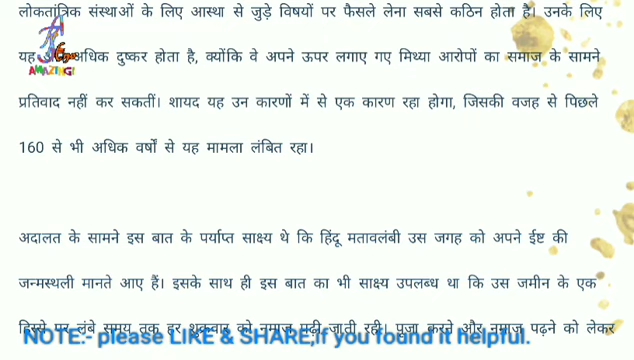 लोकतांत्रिक संस्थाओं के लिए आस्था से जुड़े विषयों पर फैसले लेना सबसे कठिन होता है। उनके लिए
यह अधिक दुष्कर होता है, क्योंकि वे अपने ऊपर लगाए गए मिथ्या आरोपों का समाज के सामने
AMAZING!
प्रतिवाद नहीं कर सकतीं। शायद यह उन कारणों में से एक कारण रहा होगा, जिसकी वजह से पिछले
160 से भी अधिक वर्षों से यह मामला लंबित रहा।
अदालत के सामने इस बात के पर्याप्त साक्ष्य थे कि हिंदू मतावलंबी उस जगह को अपने ईष्ट की
जन्मस्थली मानते आए हैं। इसके साथ ही इस बात का भी साक्ष्य उपलब्ध था कि उस जमीन के एक
हिस्से पर लंबे समय तक हर शुक्रवार को नमाज पढ़ी जाती रही। पूजा करने और नमाज पढ़ने को लेकर
NOTE:- please LIKE & SHARE,if you found it helpful.